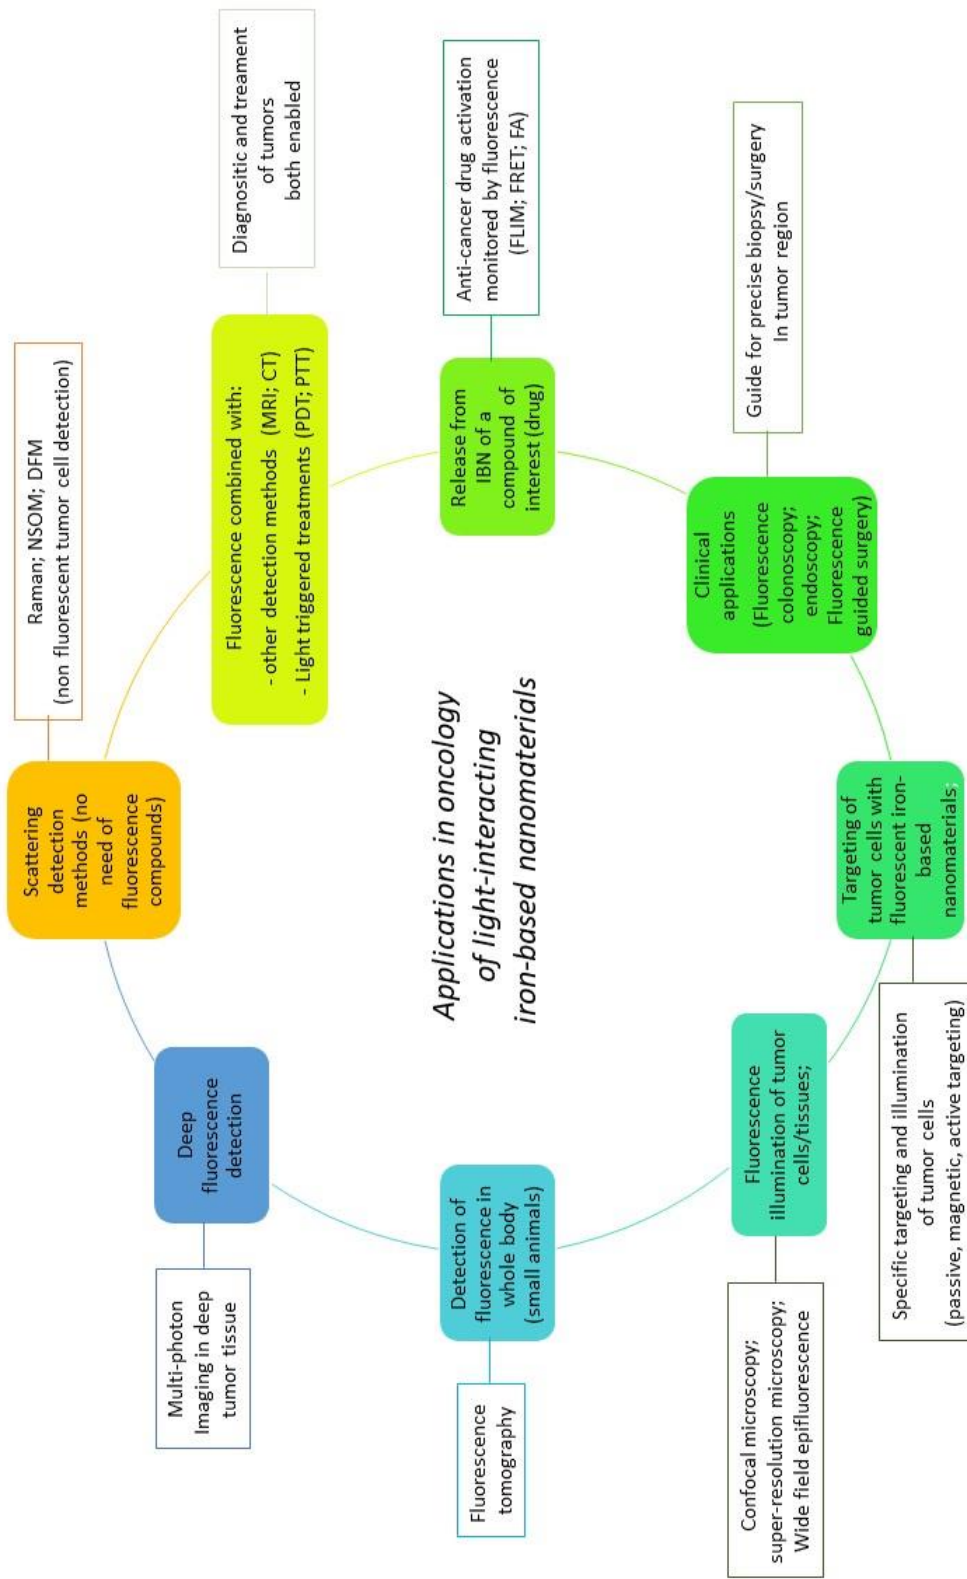 Raman; NSOM; DFM
(non fluorescent tumor cell detection)
Scattering
detection
methods (no
need of
fluorescence
compounds)
Diagnositic and treament
of tumors
both enabled
Fluorescence combined with:
- other detection methods (MRI; CT)
- Light triggered treatments (PDT; PTT)
Anti-cancer drug activation
monitored by fluorescence
(FLIM; FRET; FA)
Release from
IBN of a
compound of
interest (drug)
Guide for precise biopsy/surgery
In tumor region
Clinical
applications
(Fluorescence
colonoscopy;
endoscopy;
Fluorescence
guided surgery)
Targeting of
tumor cells with
fluorescent iron-
based
nanomaterials;
Specific targeting and illumination
of tumor cells
(passive, magnetic, active targeting)
Fluorescence
illumination of tumor
cells/tissues;
Confocal microscopy;
super-resolution microscopy;
Wide field epifluorescence
Detection of
fluorescence in
whole body
(small animals)
Fluorescence
tomography
Deep
fluorescence
detection
Multi-photon
Imaging in deep
tumor tissue
Applications in oncology
of light-interacting
iron-based nanomaterials